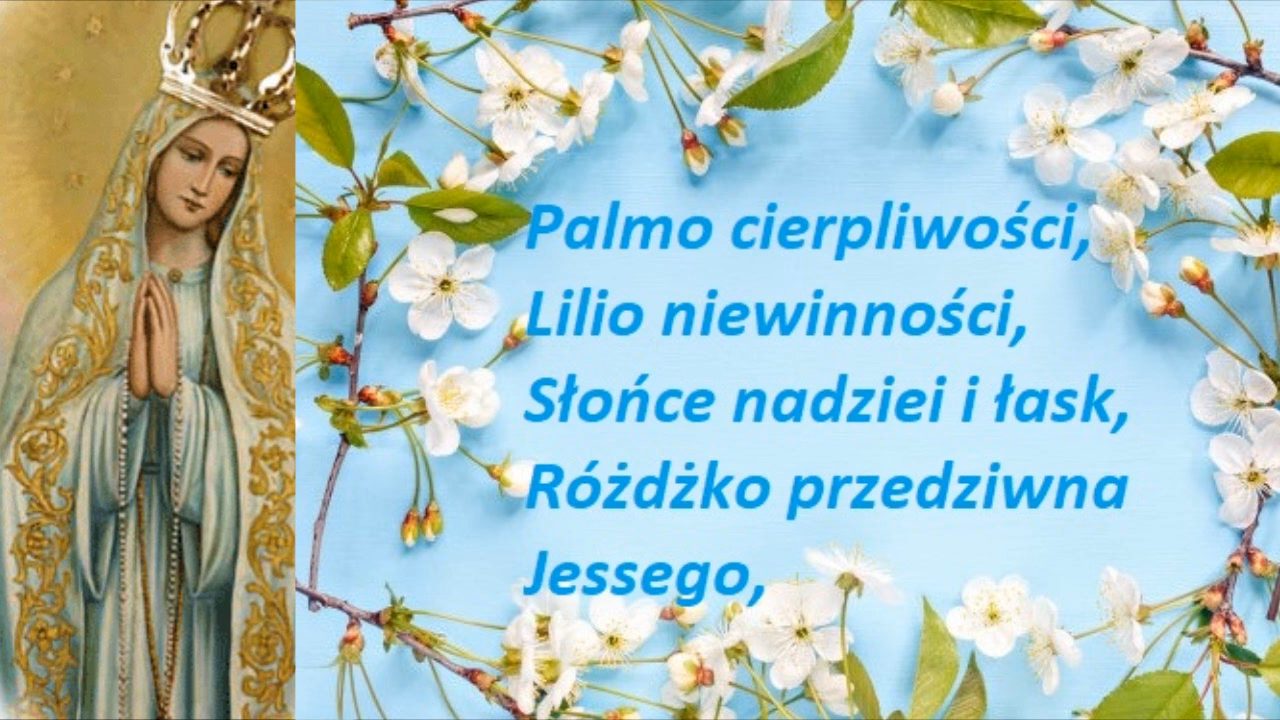 Palmo cierpliwości,
Lilio niewinności,
Słońce nadziei i łask,
Różdżko przedziwna
Jessego,